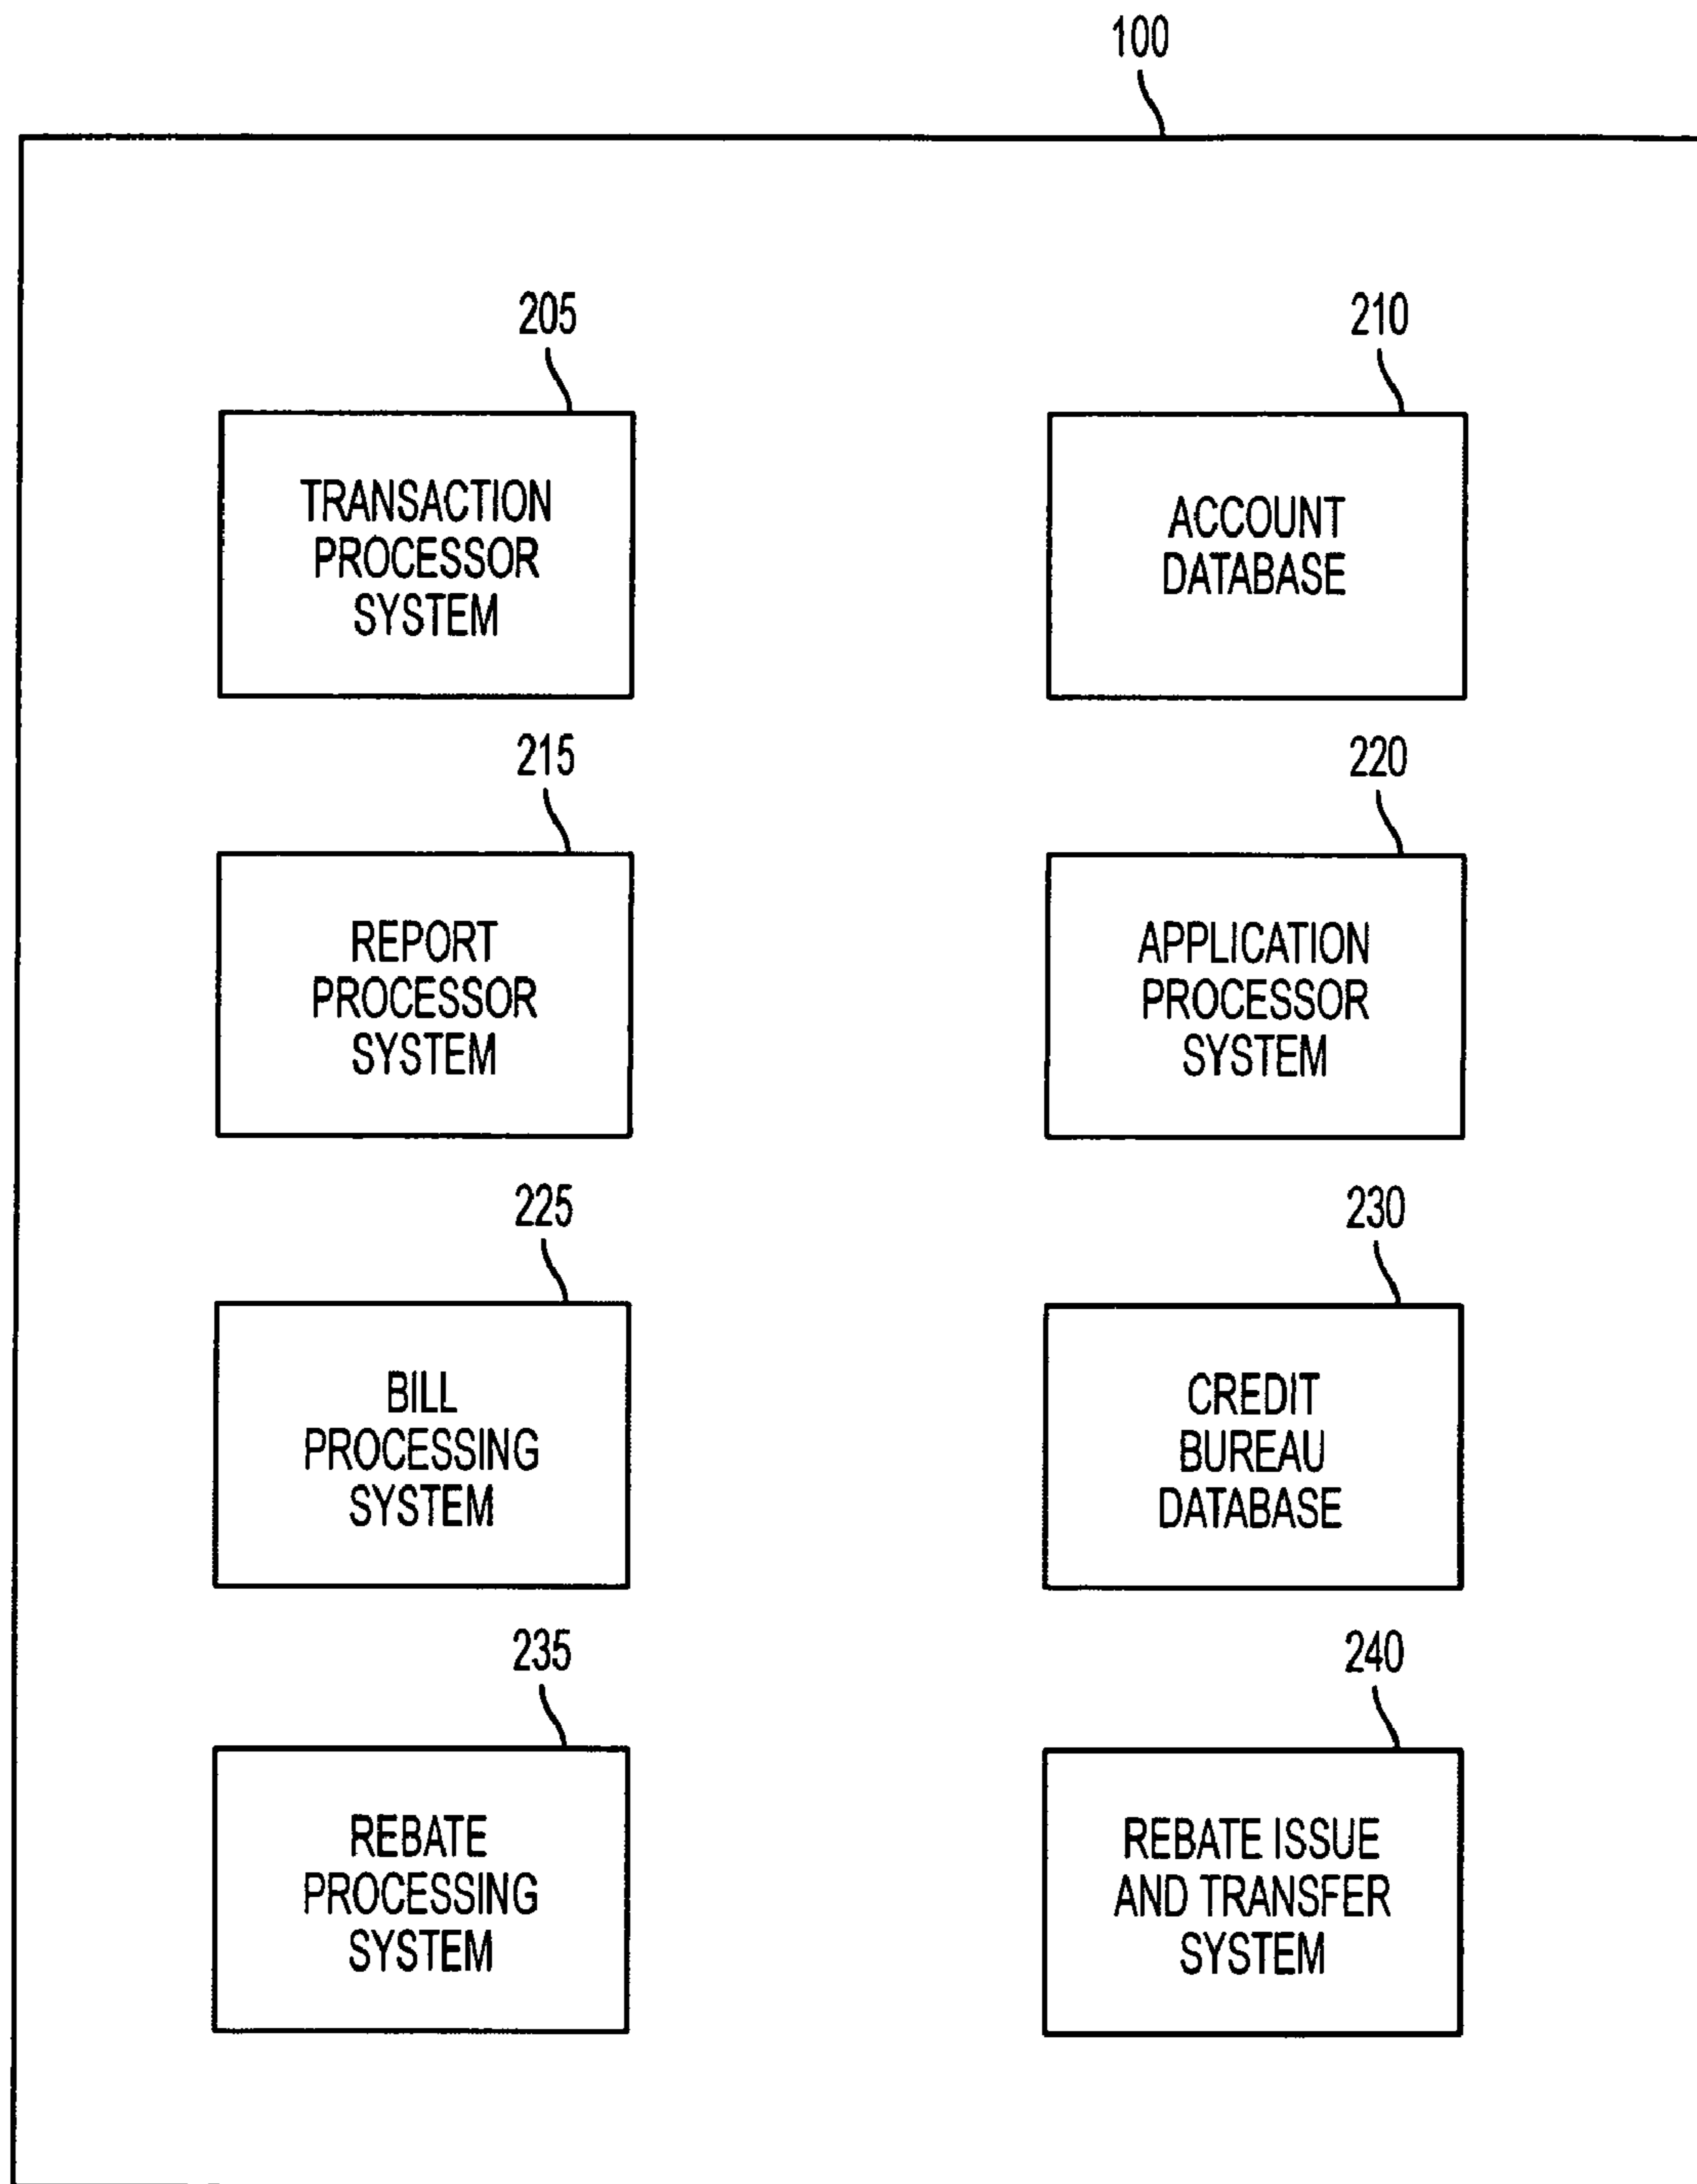 100
205
210
TRANSACTION
PROCESSOR
SYSTEM
ACCOUNT
DATABASE
215
220
REPORT
PROCESSOR
SYSTEM
APPLICATION
PROCESSOR
SYSTEM
225
230
BILL
PROCESSING
SYSTEM
CREDIT
BUREAU
DATABASE
235
240
REBATE
PROCESSING
SYSTEM
REBATE ISSUE
AND TRANSFER
SYSTEM